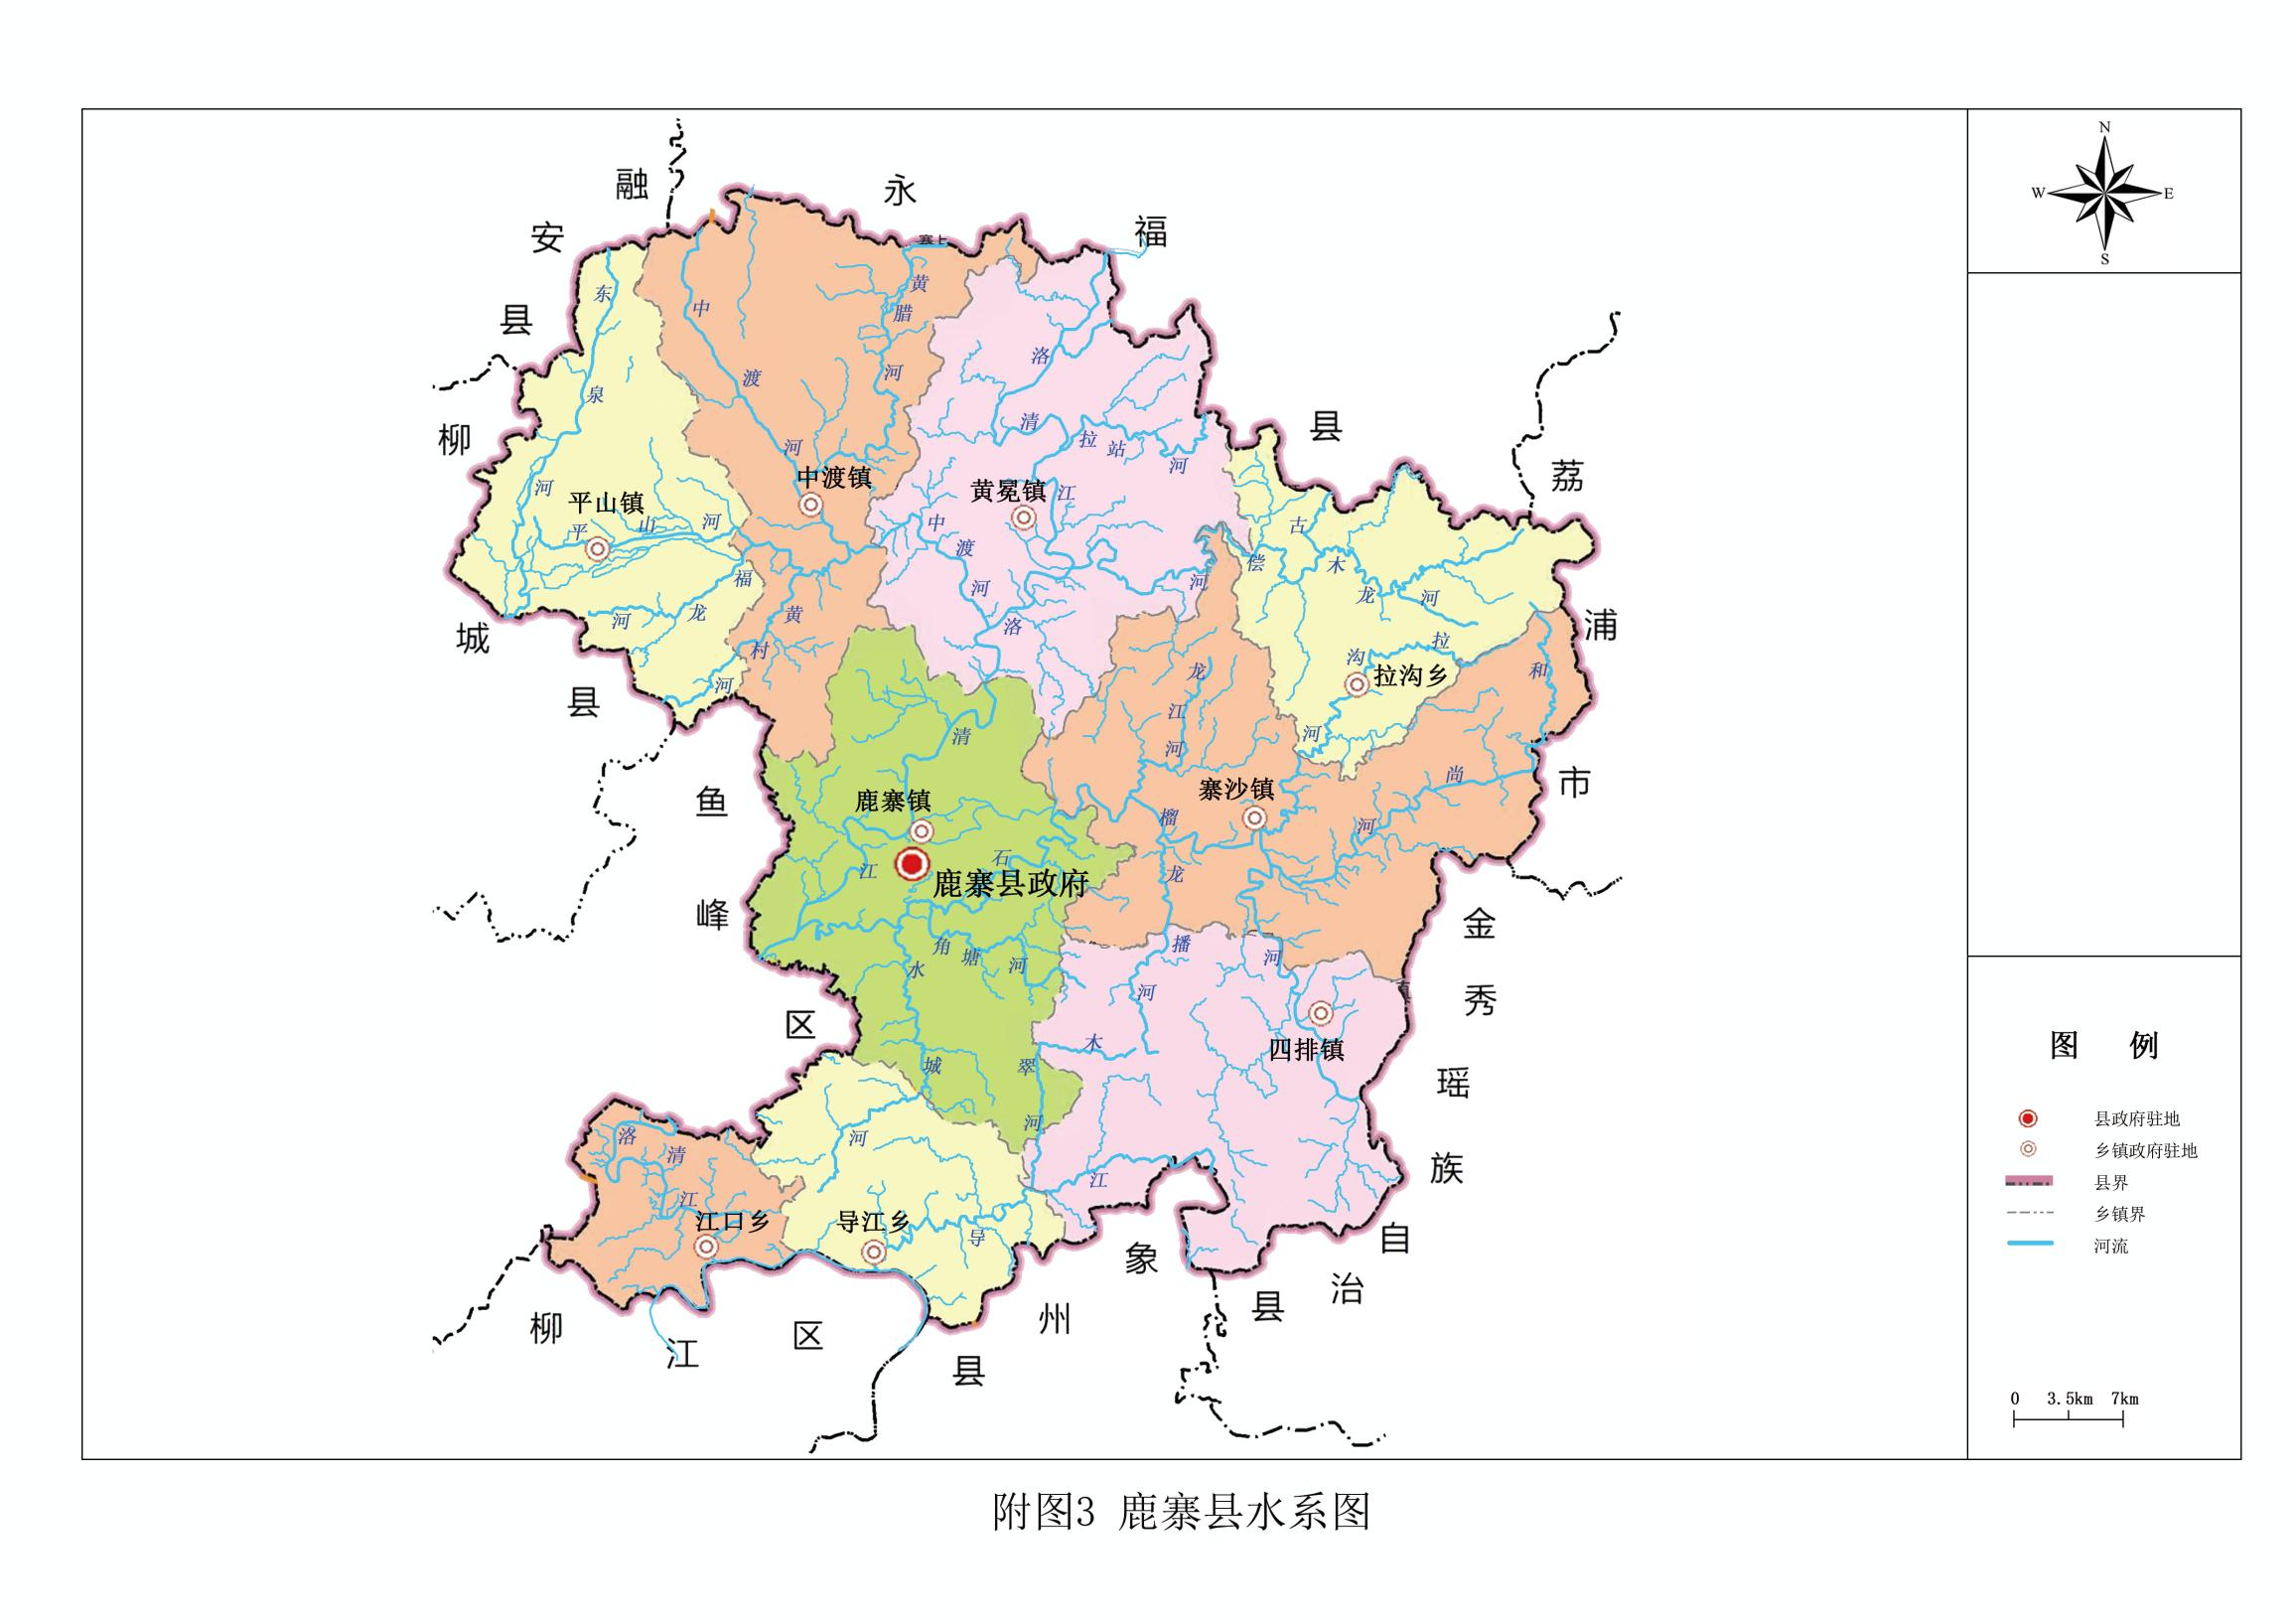 融安县
永福县
柳城县
荔浦市
鱼峰区
金秀瑶族自治县
象州县
柳江区
寨上
东泉河
中渡河
黄腊河
洛清江
拉站河
中渡镇
平山镇
黄冕镇
平山河
中渡河
古偿河
木龙河
福龙河
黄村河
洛清江
拉沟河
拉沟乡
龙江河
和尚河
鹿寨镇
寨沙镇
榴江
石榴河
鹿寨县政府
龙播河
角塘河
水城河
四排镇
木翠河
洛清江
江口乡
导江乡
导江
N
W
E
S
图 例
县政府驻地
乡镇政府驻地
县界
乡镇界
河流
0 3.5km 7km
附图3 鹿寨县水系图